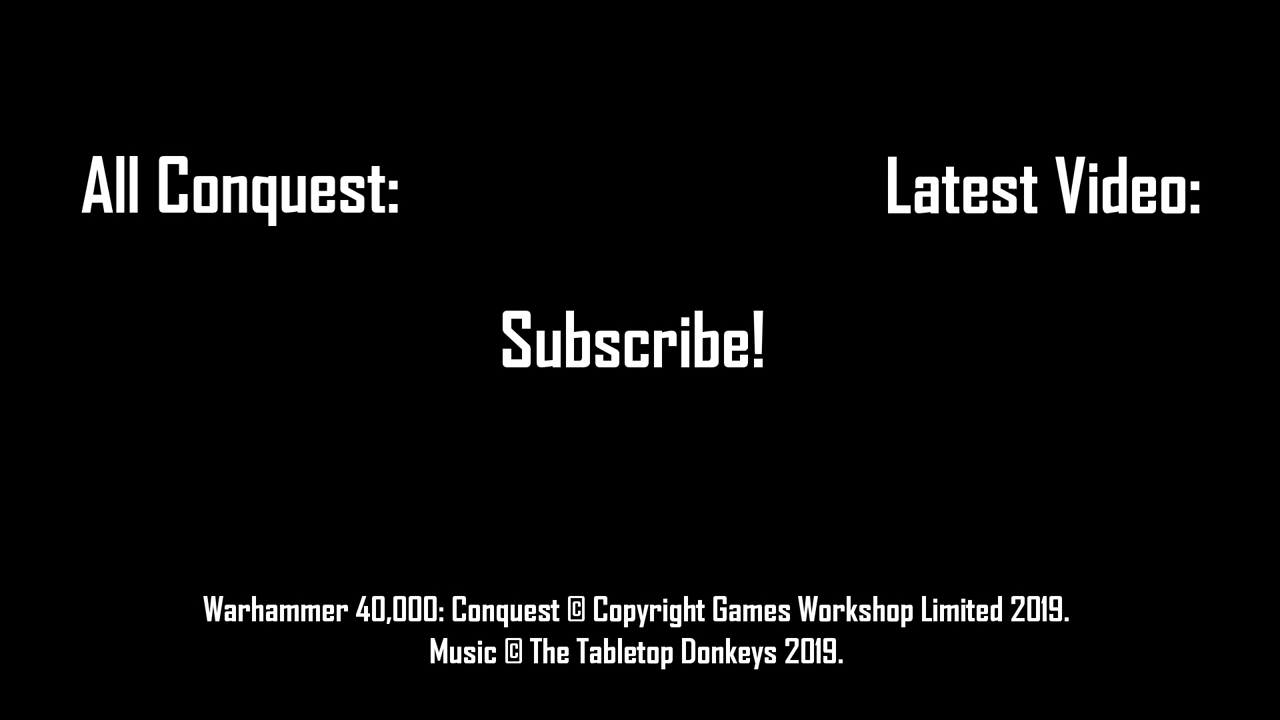 All Conquest:
Latest Video:
Subscribe!
Warhammer 40,000: Conquest © Copyright Games Workshop Limited 2019.
Music © The Tabletop Donkeys 2019.